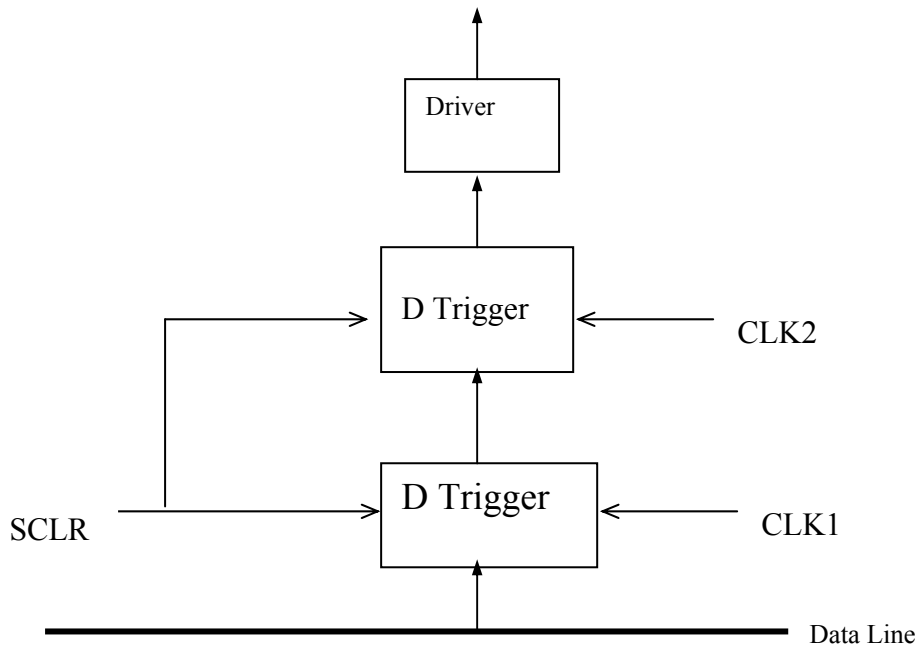 Driver
D Trigger
CLK2
D Trigger
SCLR
CLK1
Data Line